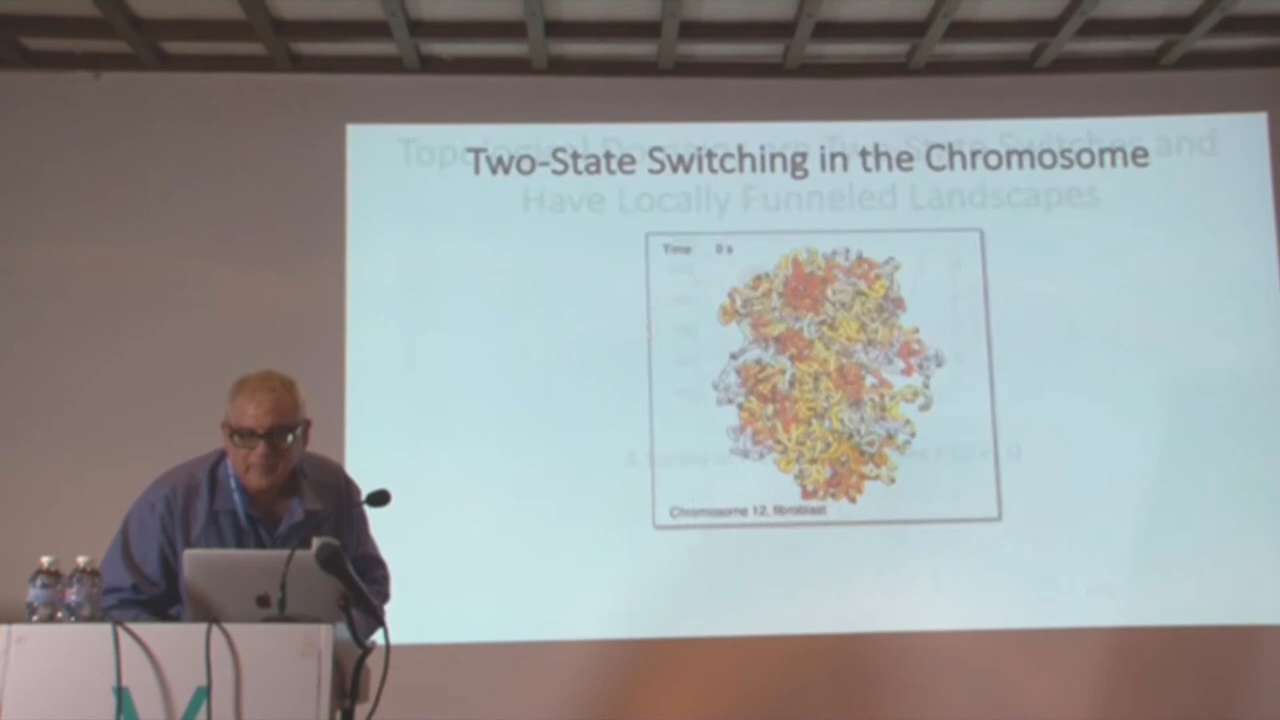 Two-State Switching in the Chromosome
Topological Domains are Two-State Switches and
Have Locally Funneled Landscapes
Time 0 s
Chromosome 12, fibroblast